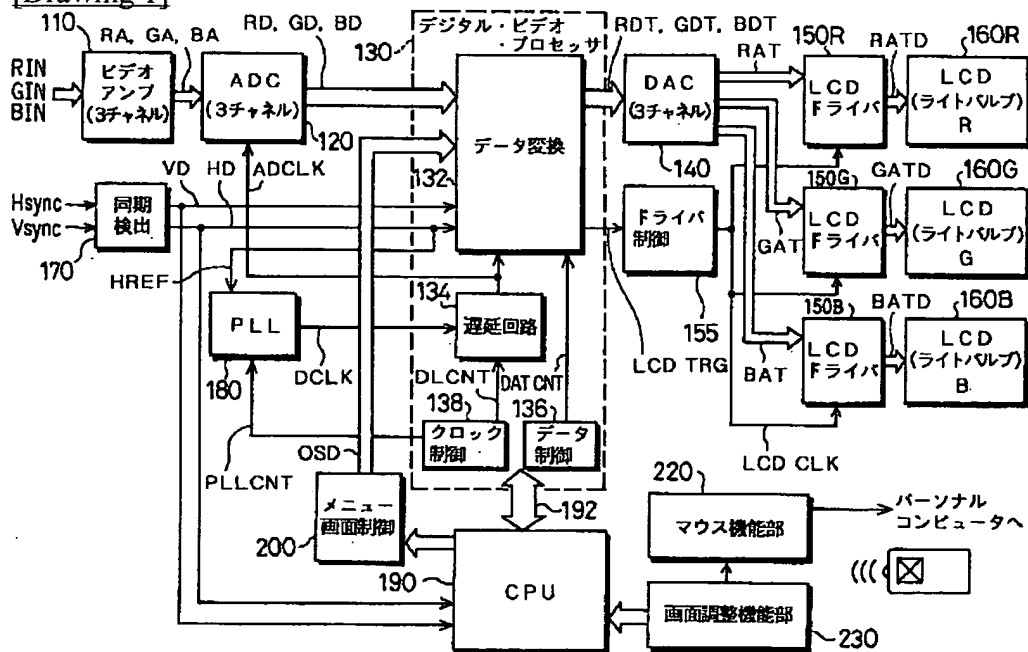 [Drawing 1]
110
RA, GA, BA
RD, GD, BD
130
デジタル・ビデオ
・プロセッサ
RDT, GDT, BDT
RAT
150R
RATD
160R
RIN
GIN
BIN
ビデオ
アンプ
(3チャネル)
ADC
(3チャネル)
120
データ変換
132
DAC
(3チャネル)
140
LCD
ドライバ
LCD
(ライトバルブ)
R
VD
HD
ADCLK
Hsync
Vsync
同期
検出
170
HREF
ドライバ
制御
155
GAT
150G
LCD
ドライバ
GATD
160G
LCD
(ライトバルブ)
G
PLL
180
DCLK
134
遅延回路
DLCNT
DAT CNT
LCD TRG
BAT
150B
LCD
ドライバ
BATD
160B
LCD
(ライトバルブ)
B
138
クロック
制御
136
データ
制御
LCD CLK
PLLCNT
OSD
メニュー
画面制御
200
192
190
CPU
220
マウス機能部
パーソナル
コンピュータへ
画面調整機能部
230